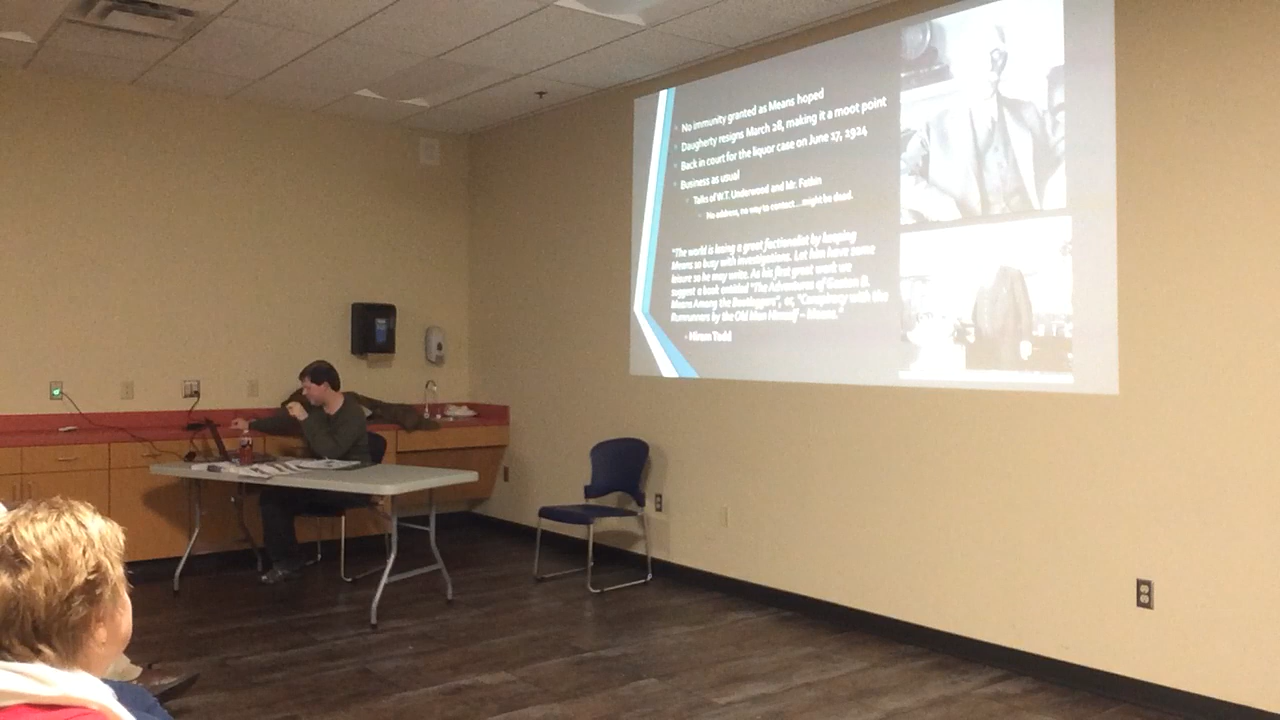 No immunity granted as Means hoped
Daugherty resigns March 28, making it a moot point
Back in court for the liquor case on June 17, 1924
Business as usual
Talks of W.T. Underwood and Mr. Fatkin
No address, no way to contact...might be dead.
"The world is losing a great fictionalist by keeping
Means so busy with investigations. Let him have some
leisure so he may write. As his first great work we
suggest a book entitled "The Adventures of Gaston B.
Means Among the Bootleggers", or, "Conspiracy with the
Rumrunners by the Old Man Himself – Means."
- Hiram Todd